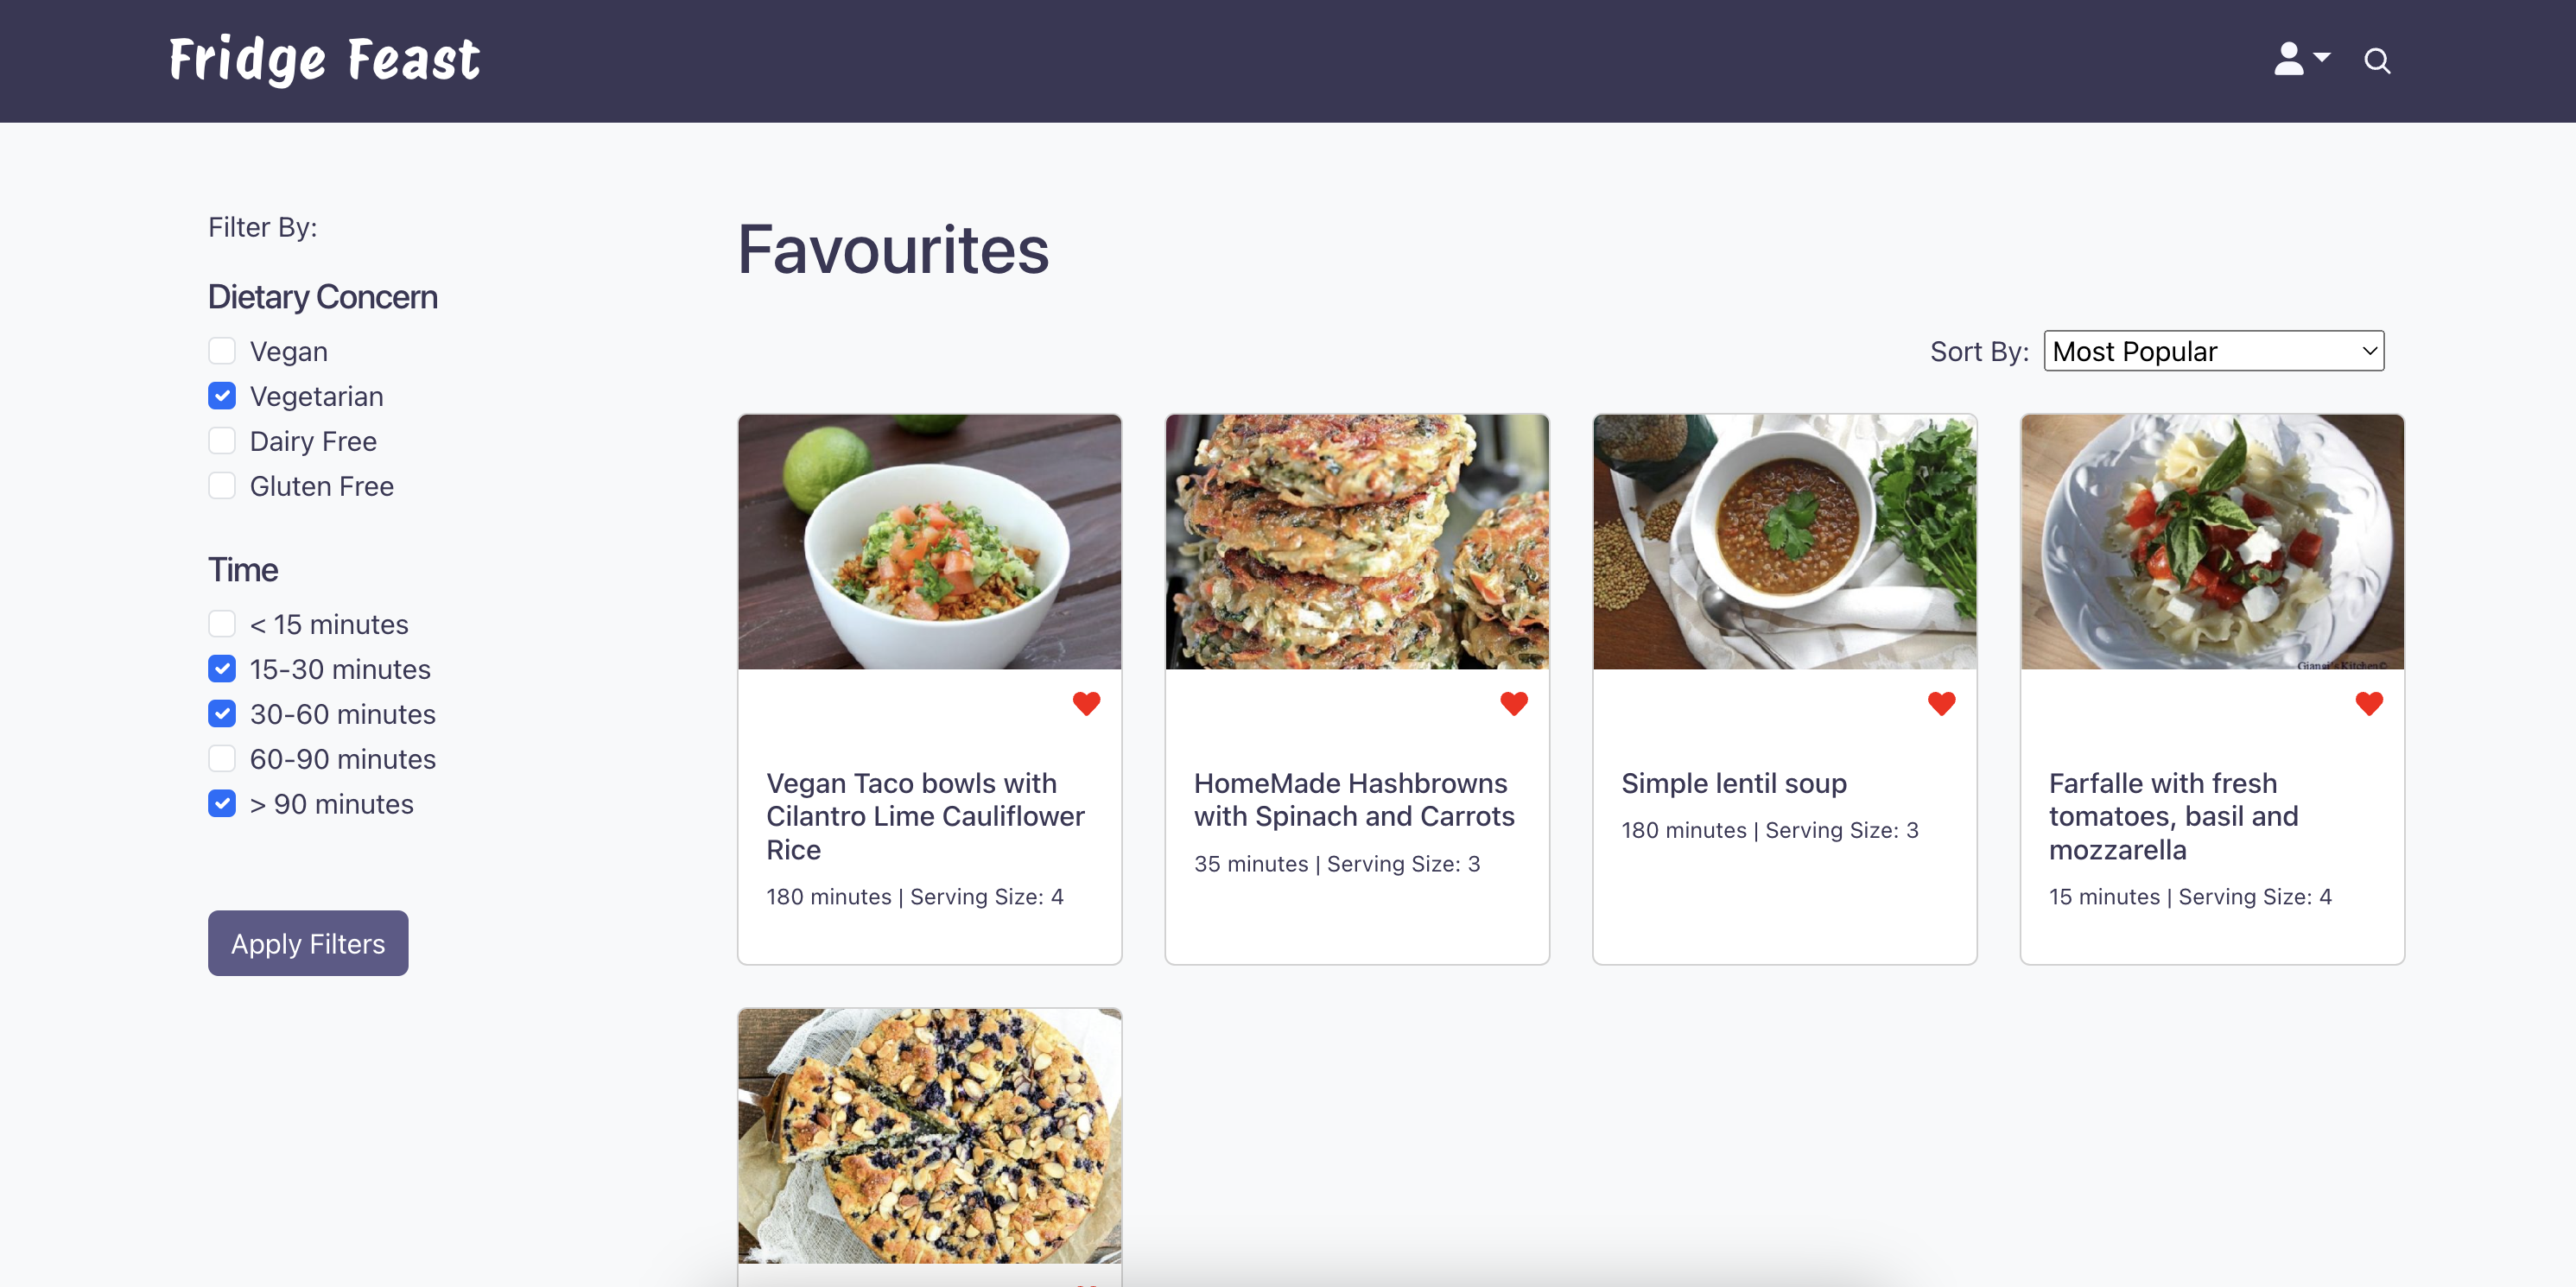 Fridge Feast
Filter By:
Dietary Concern
Vegan
Vegetarian
Dairy Free
Gluten Free
Time
< 15 minutes
15-30 minutes
30-60 minutes
60-90 minutes
> 90 minutes
Apply Filters
Favourites
Sort By: Most Popular
Vegan Taco bowls with
Cilantro Lime Cauliflower
Rice
180 minutes | Serving Size: 4
HomeMade Hashbrowns
with Spinach and Carrots
35 minutes | Serving Size: 3
Simple lentil soup
180 minutes | Serving Size: 3
Giangi's Kitchen©
Farfalle with fresh
tomatoes, basil and
mozzarella
15 minutes | Serving Size: 4